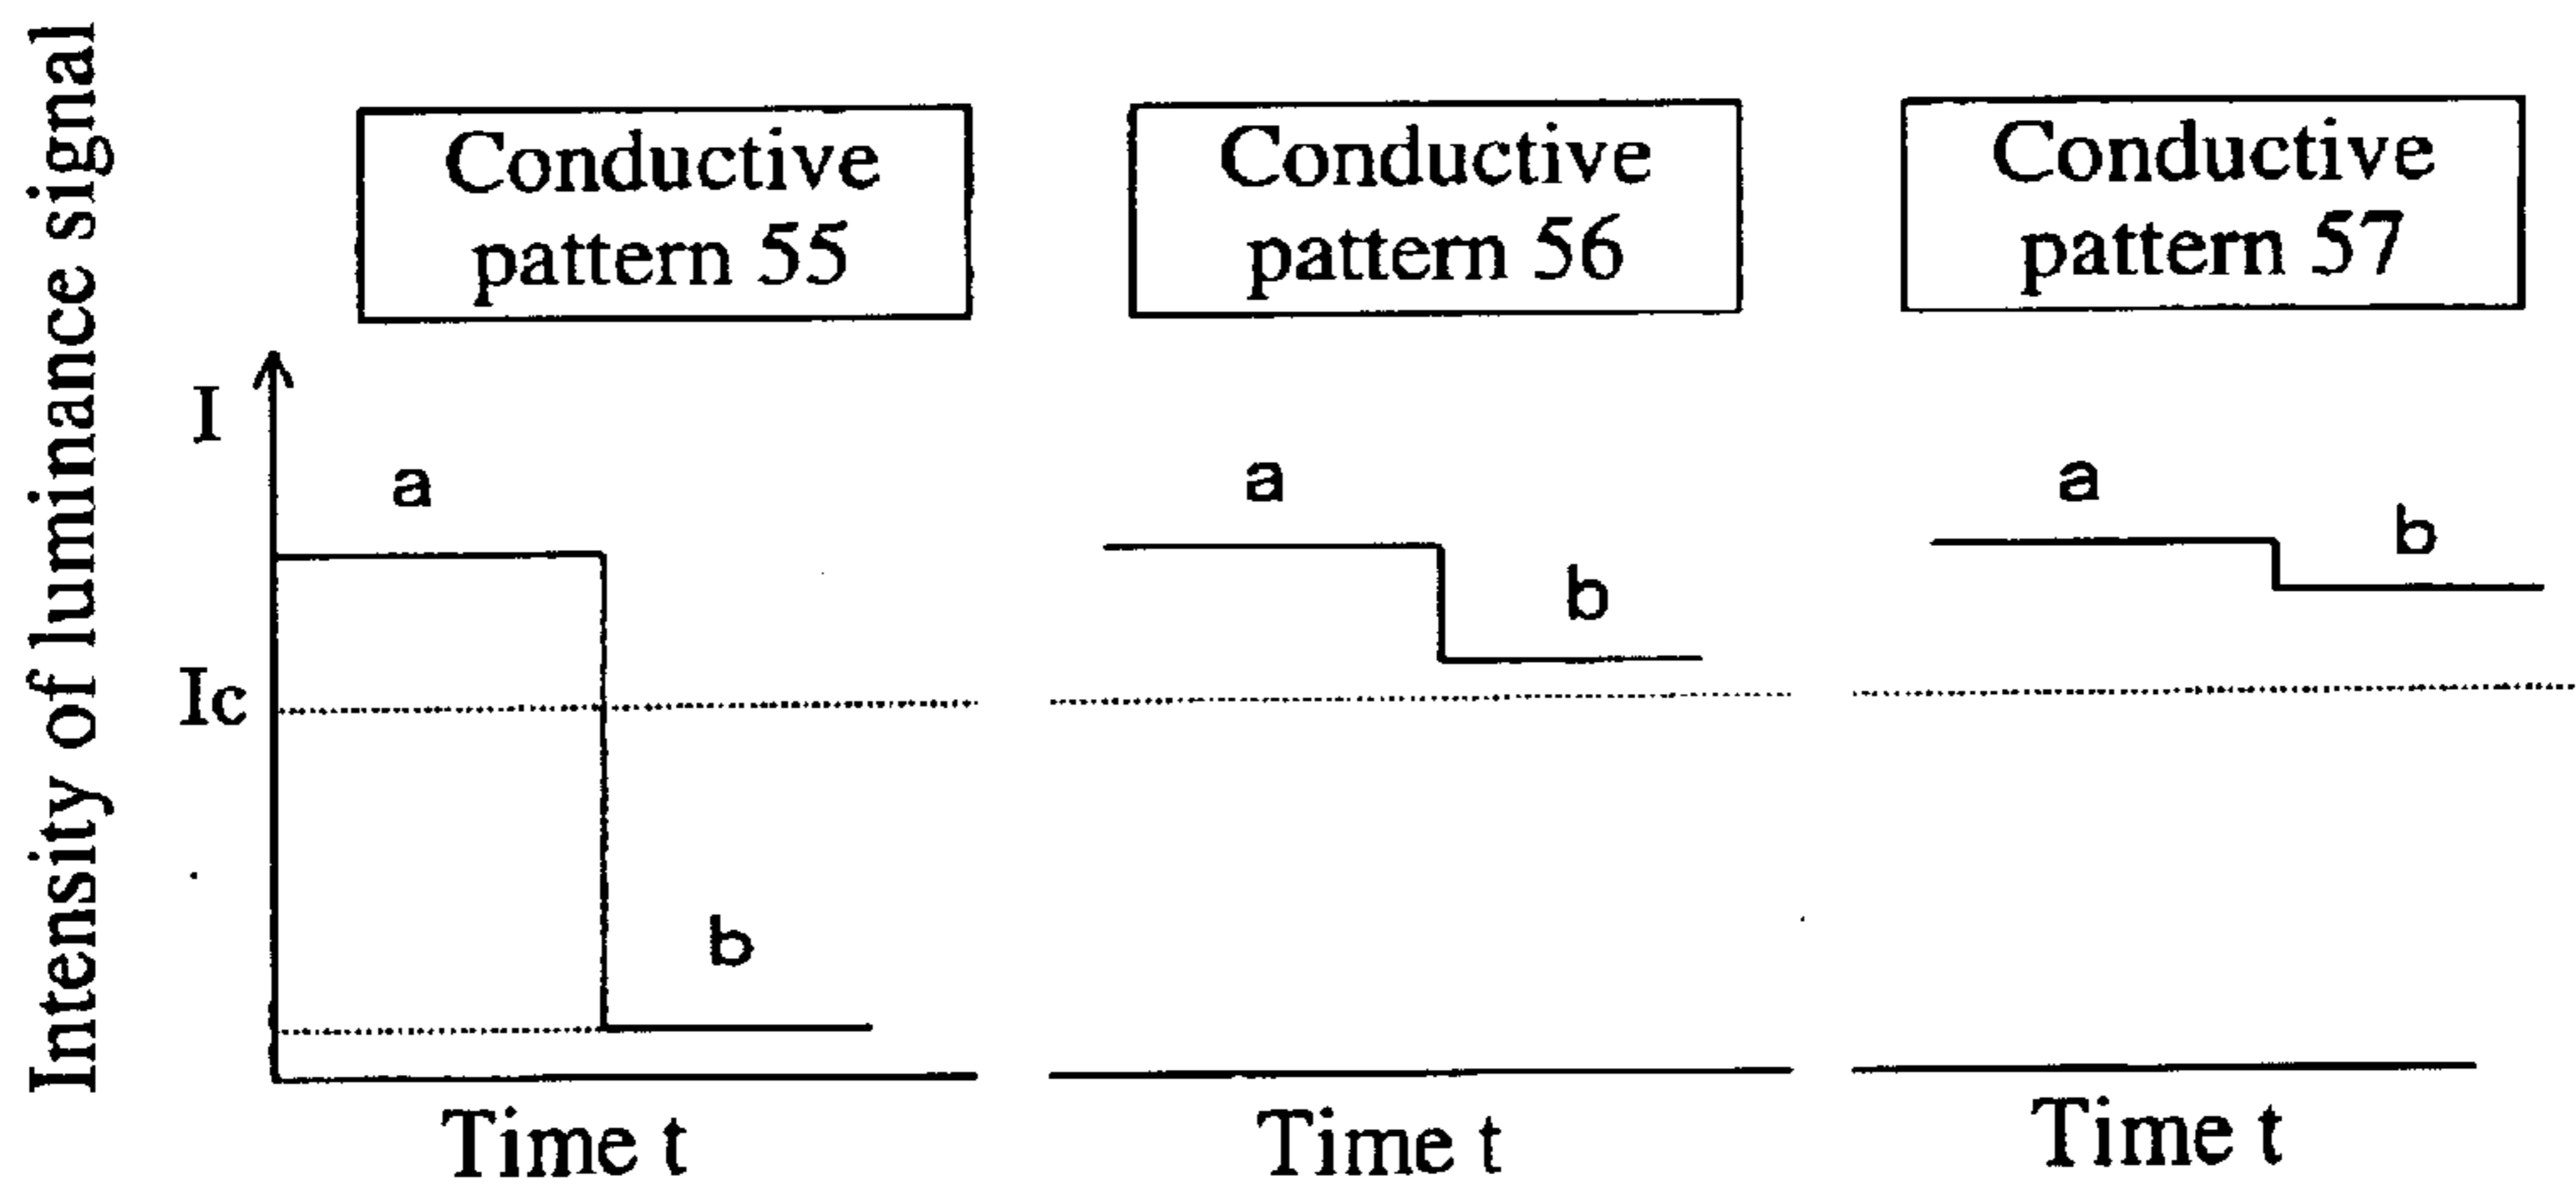 Intensity of luminance signal
Conductive
pattern 55
Conductive
pattern 56
Conductive
pattern 57
I
a
a
a
b
b
Ic
b
Time t
Time t
Time t